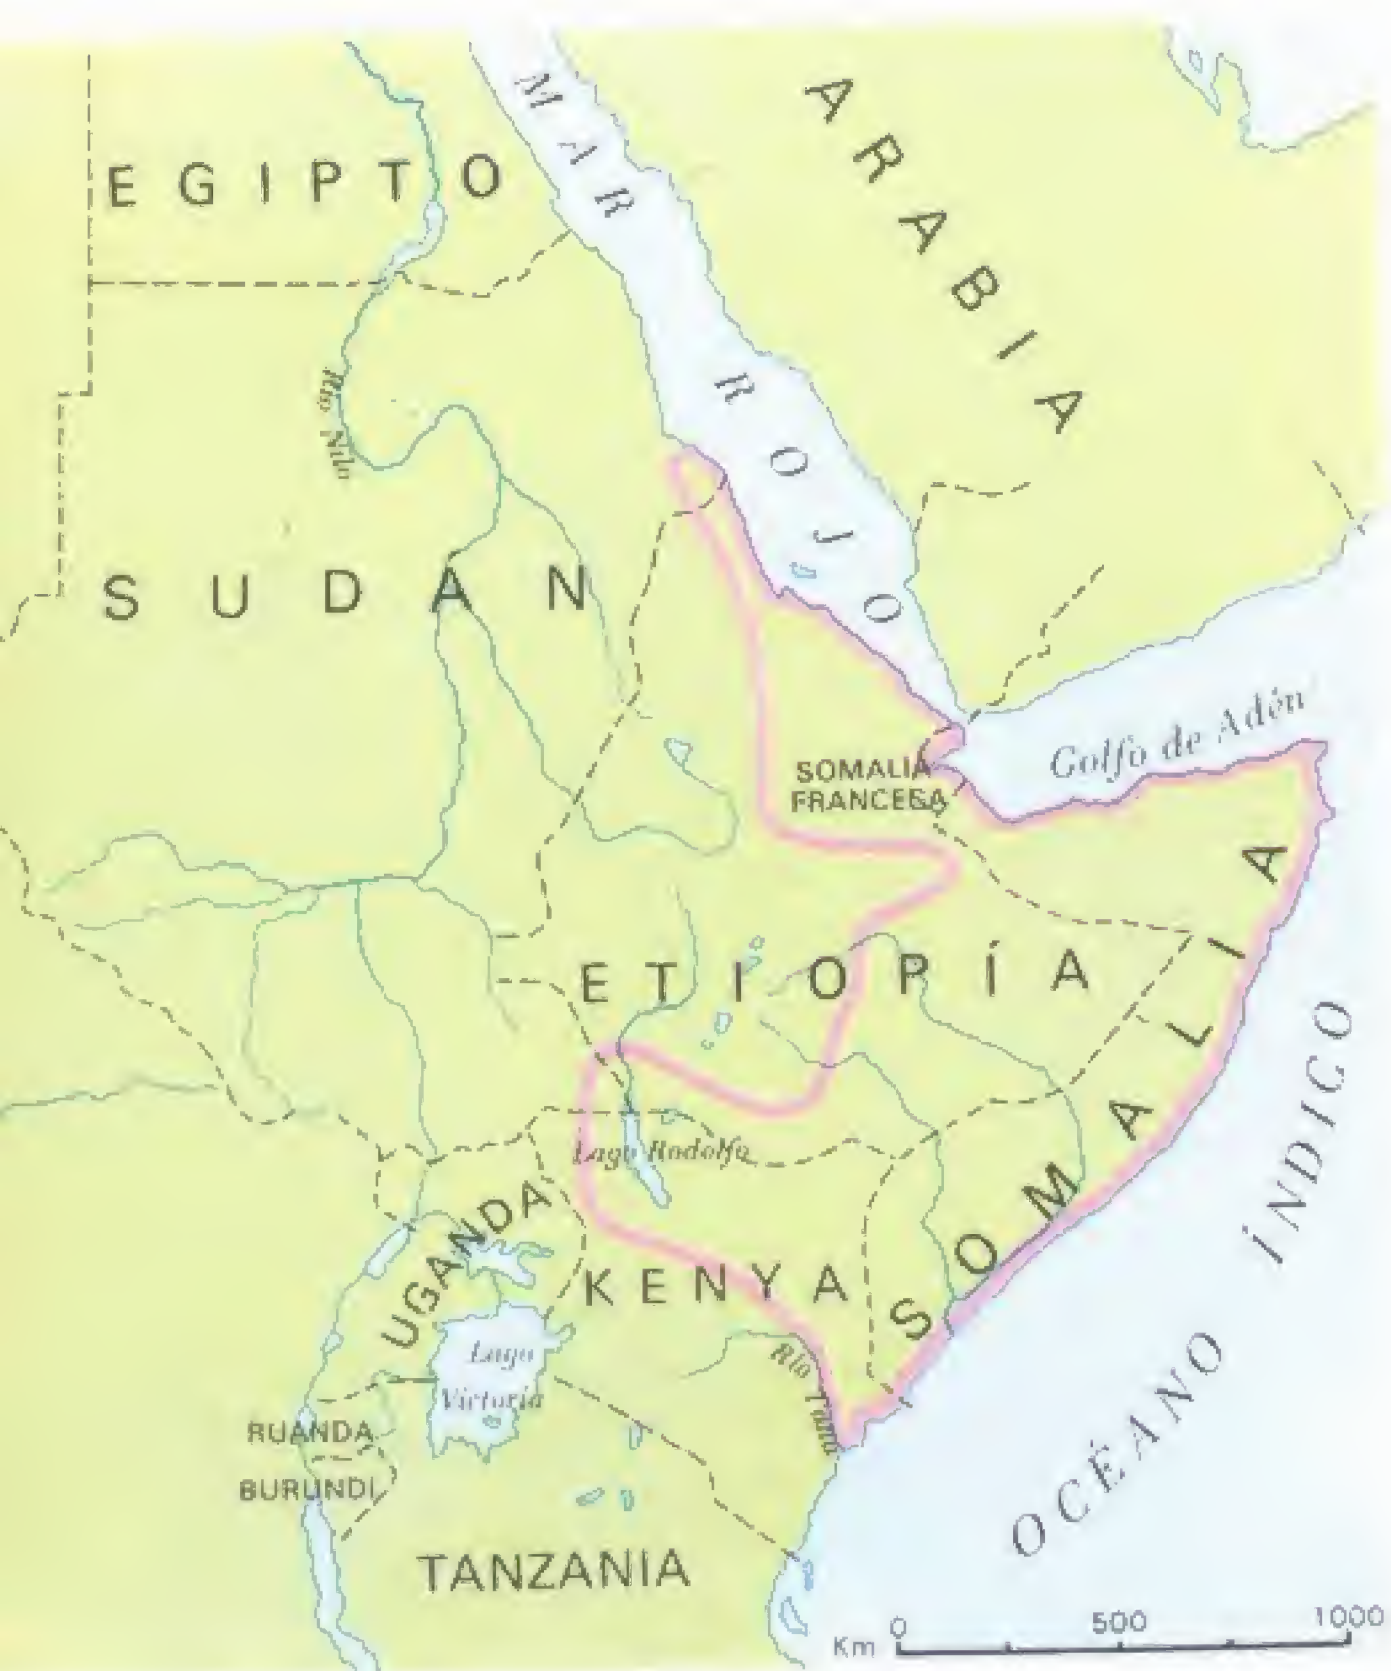 MAR ROJO
ARABIA
EGIPTO
Río Nilo
SUDAN
Golfo de Adén
SOMALIA
FRANCESA
ETIOPÍA
SOMALIA
Lago Rodolfo
UGANDA
KENYA
OCÉANO ÍNDICO
Lago
Victoria
Río Tana
RUANDA
BURUNDI
TANZANIA
Km 0 500 1000